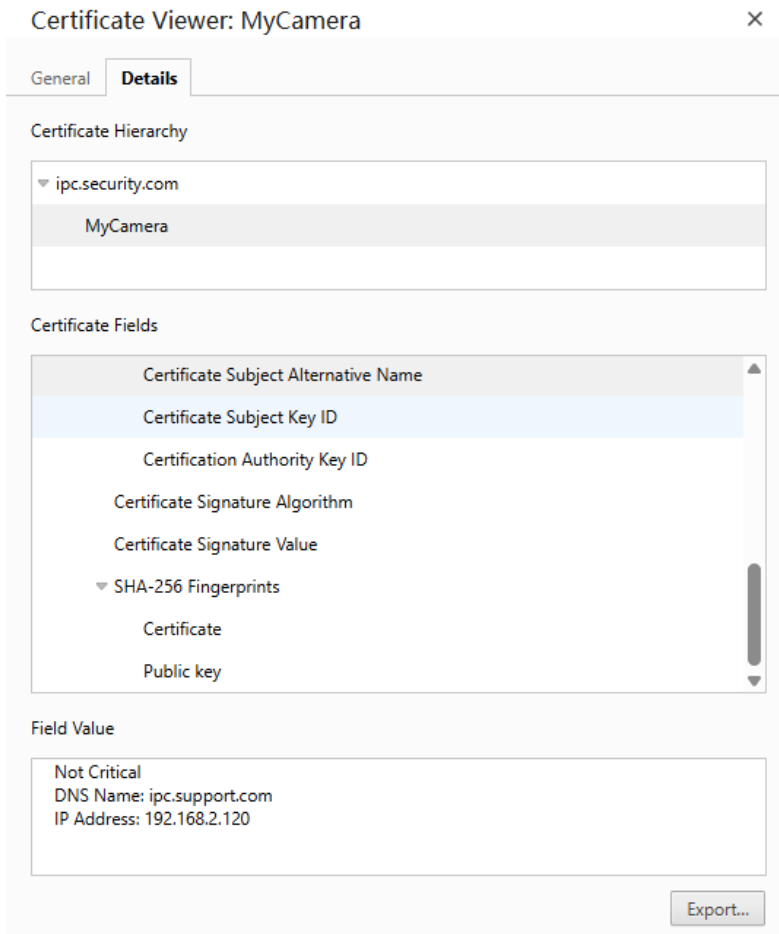 Certificate Viewer: MyCamera
General Details
Certificate Hierarchy
ipc.security.com
MyCamera
Certificate Fields
Certificate Subject Alternative Name
Certificate Subject Key ID
Certification Authority Key ID
Certificate Signature Algorithm
Certificate Signature Value
SHA-256 Fingerprints
Certificate
Public key
Field Value
Not Critical
DNS Name: ipc.support.com
IP Address: 192.168.2.120
Export...